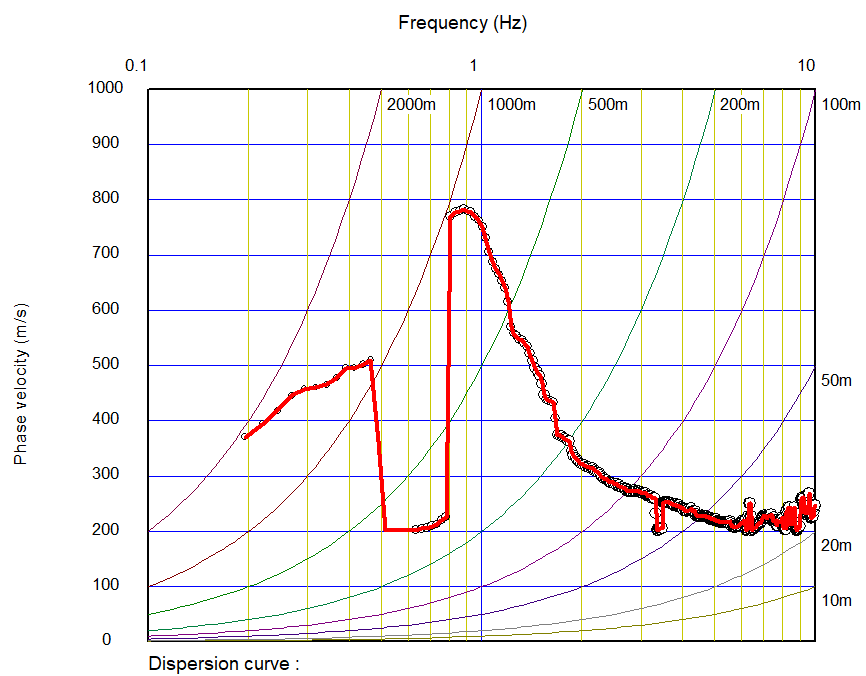 Frequency (Hz)
0.1 1 10
1000
2000m 1000m 500m 200m 100m
900
800
700
600
500
50m
400
300
200
20m
100
10m
0
Phase velocity (m/s)
Dispersion curve :